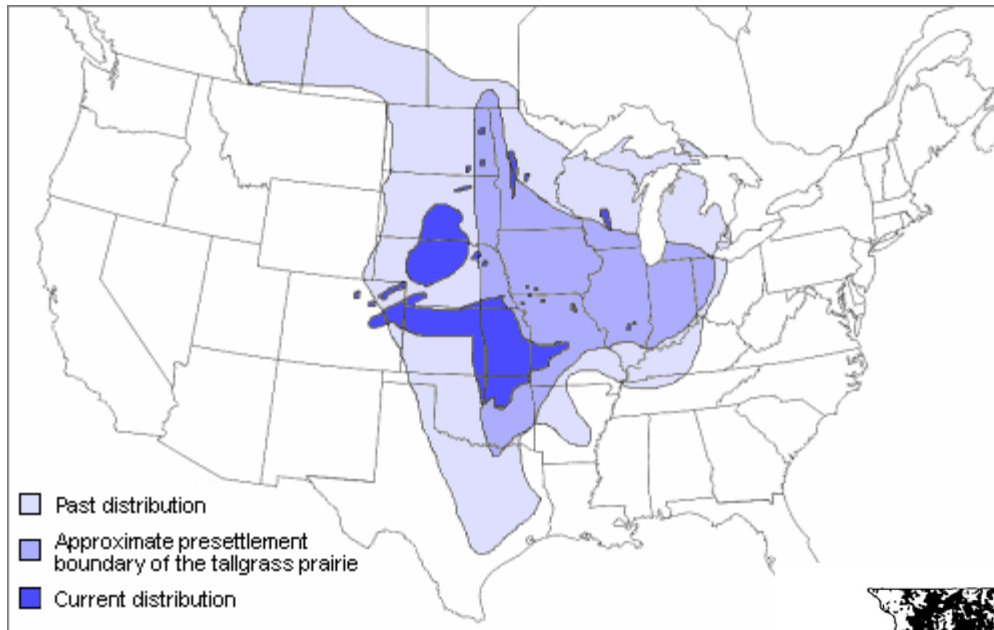 Past distribution
Approximate presettlement
boundary of the tallgrass prairie
Current distribution